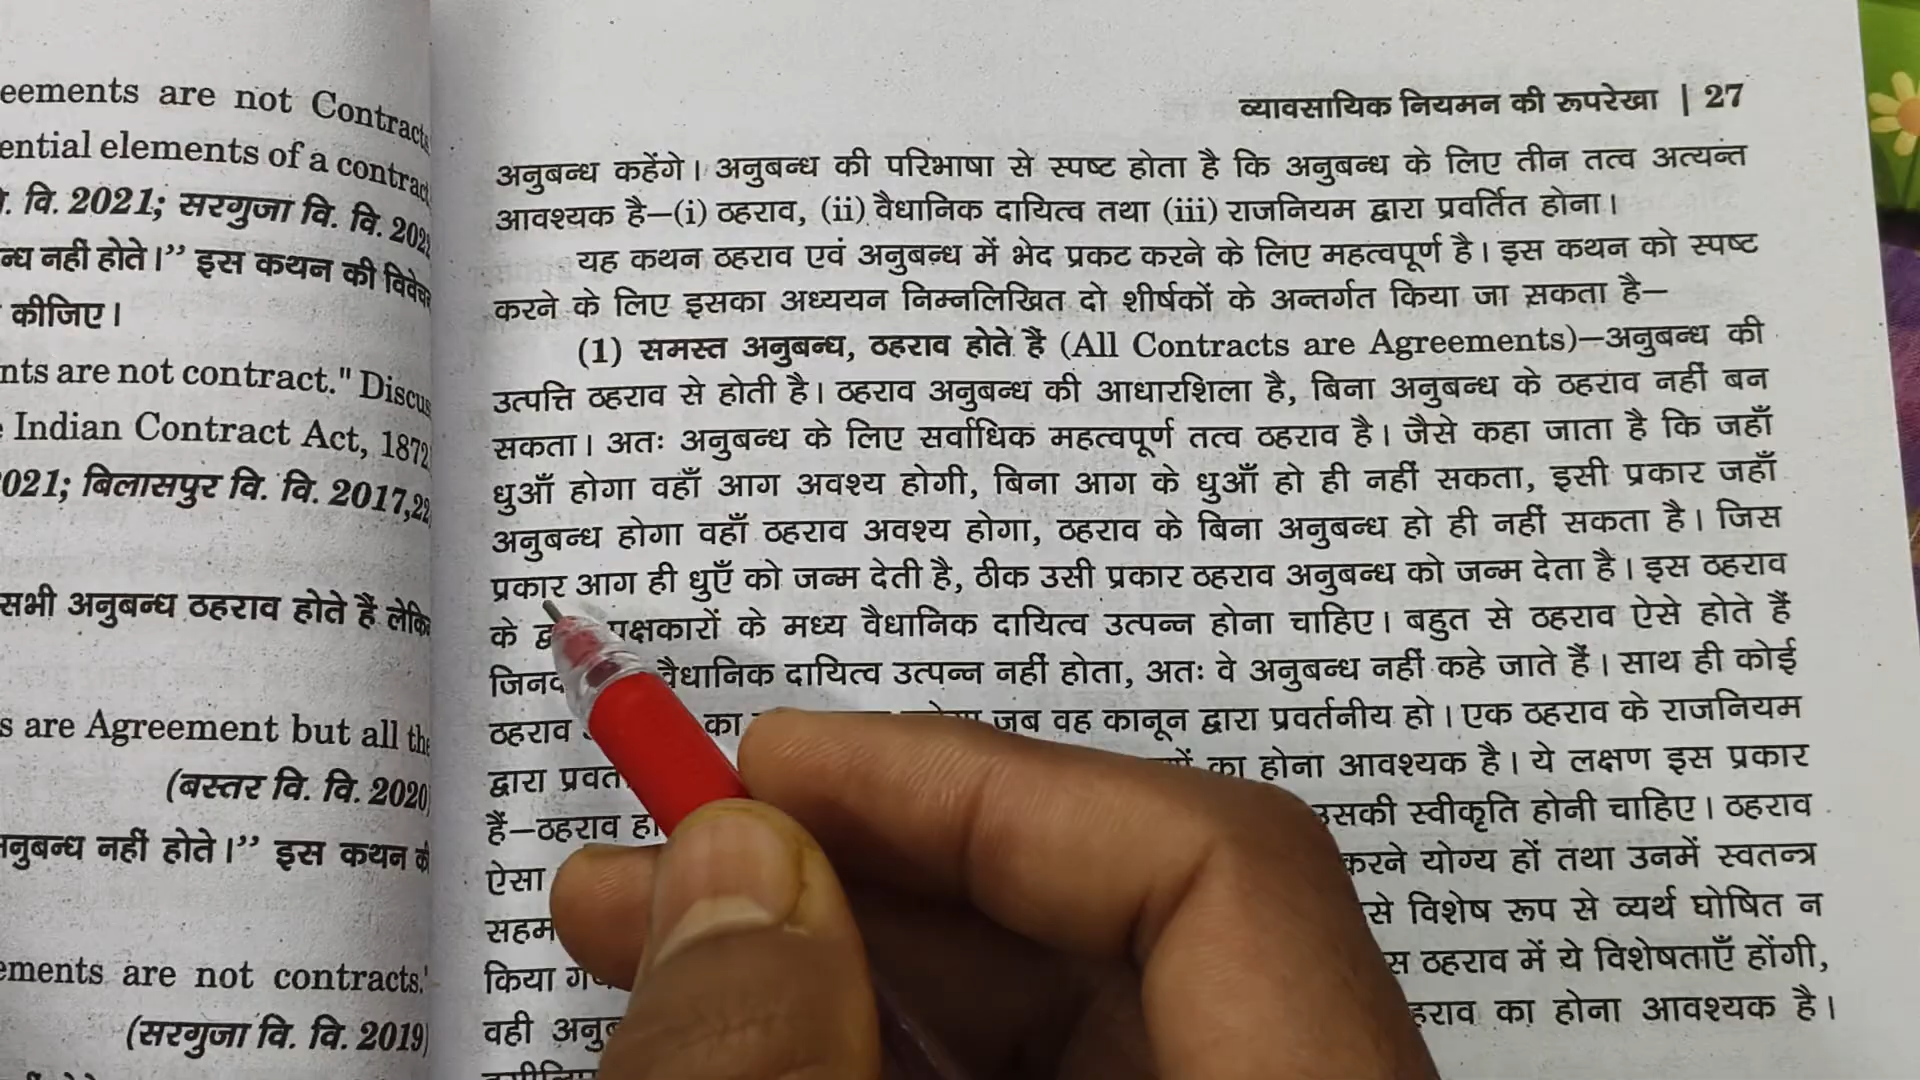 eements are not Contracts
ential elements of a contract
वि. 2021; सरगुजा वि. वि.
नहीं होते।” इस कथन की
कीजिए।
nts are not contract." Discus
Indian Contract Act, 1872
021; बिलासपुर वि. वि. 2017,22
सभी अनुबन्ध ठहराव होते हैं
s are Agreement but all the
(बस्तर वि. वि. 2020)
नुबन्ध नहीं होते।” इस कथन
ements are not contracts.'
(सरगुजा वि. वि. 2019)
व्यावसायिक नियमन की रूपरेखा | 27
अनुबन्ध कहेंगे। अनुबन्ध की परिभाषा से स्पष्ट होता है कि अनुबन्ध के लिए तीन तत्व अत्यन्त
आवश्यक है—(i) ठहराव, (ii) वैधानिक दायित्व तथा (iii) राजनियम द्वारा प्रवर्तित होना।
यह कथन ठहराव एवं अनुबन्ध में भेद प्रकट करने के लिए महत्वपूर्ण है। इस कथन को स्पष्ट
करने के लिए इसका अध्ययन निम्नलिखित दो शीर्षकों के अन्तर्गत किया जा सकता है—
(1) समस्त अनुबन्ध, ठहराव होते है (All Contracts are Agreements)—अनुबन्ध की
उत्पत्ति ठहराव से होती है। ठहराव अनुबन्ध की आधारशिला है, बिना अनुबन्ध के ठहराव नहीं बन
सकता। अतः अनुबन्ध के लिए सर्वाधिक महत्वपूर्ण तत्व ठहराव है। जैसे कहा जाता है कि जहाँ
धुआँ होगा वहाँ आग अवश्य होगी, बिना आग के धुआँ हो ही नहीं सकता, इसी प्रकार जहाँ
अनुबन्ध होगा वहाँ ठहराव अवश्य होगा, ठहराव के बिना अनुबन्ध हो ही नहीं सकता है। जिस
प्रकार आग ही धुएँ को जन्म देती है, ठीक उसी प्रकार ठहराव अनुबन्ध को जन्म देता है। इस ठहराव
के पक्षकारों के मध्य वैधानिक दायित्व उत्पन्न होना चाहिए। बहुत से ठहराव ऐसे होते हैं
वैधानिक दायित्व उत्पन्न नहीं होता, अतः वे अनुबन्ध नहीं कहे जाते हैं। साथ ही कोई
ठहराव का जब वह कानून द्वारा प्रवर्तनीय हो। एक ठहराव के राजनियम
द्वारा का होना आवश्यक है। ये लक्षण इस प्रकार
हैं—ठहराव उसकी स्वीकृति होनी चाहिए। ठहराव
ऐसा करने योग्य हों तथा उनमें स्वतन्त्र
से विशेष रूप से व्यर्थ घोषित न
किया ठहराव में ये विशेषताएँ होंगी,
वही का होना आवश्यक है।